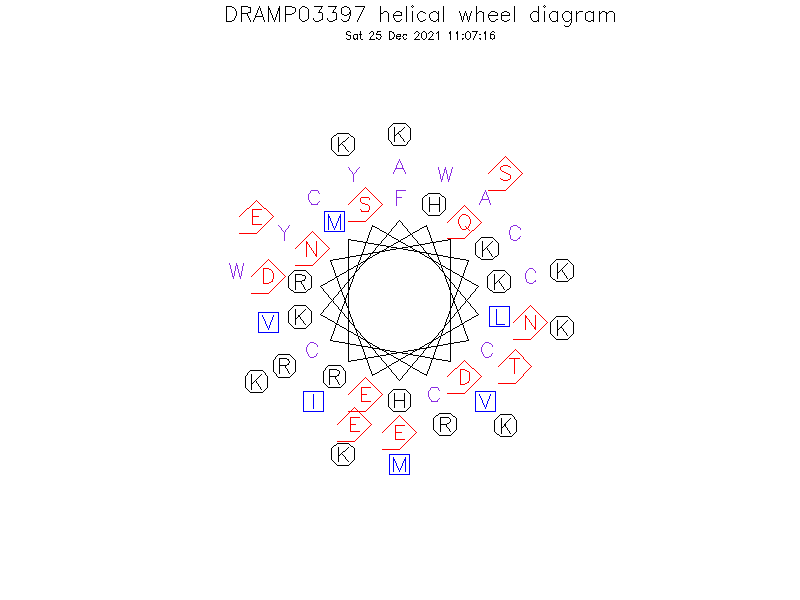 DRAMP03397 helical wheel diagram
Sat 25 Dec 2021 11:07:16
K K
Y A W S
C S F H A
E M Q
Y N K C
W D R K C K
V K L N K
C C T
K R R E D
I H C V
E E R K
K M